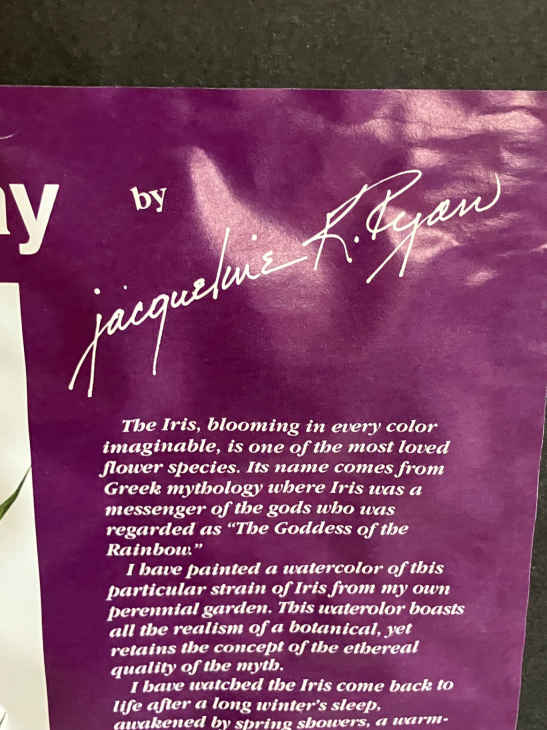 by
jacqueline R. Ryan
The Iris, blooming in every color
imaginable, is one of the most loved
flower species. Its name comes from
Greek mythology where Iris was a
messenger of the gods who was
regarded as “The Goddess of the
Rainbow.”
I have painted a watercolor of this
particular strain of Iris from my own
perennial garden. This waterolor boasts
all the realism of a botanical, yet
retains the concept of the ethereal
quality of the myth.
I have watched the Iris come back to
life after a long winter's sleep,
awakened by spring showers, a warm-